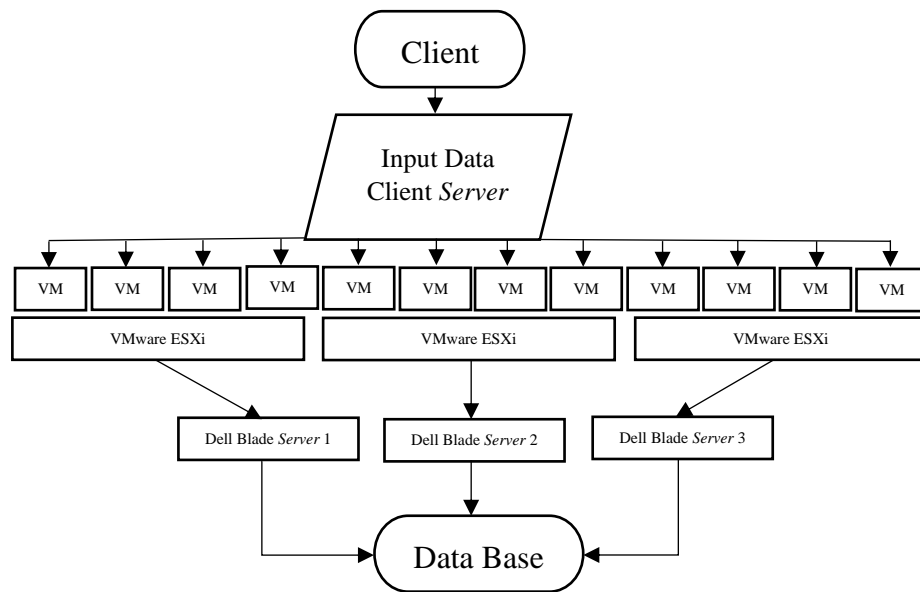 Client
Input Data
Client Server
VM VM VM VM VM VM VM VM VM VM VM VM
VMware ESXi VMware ESXi VMware ESXi
Dell Blade Server 1 Dell Blade Server 2 Dell Blade Server 3
Data Base